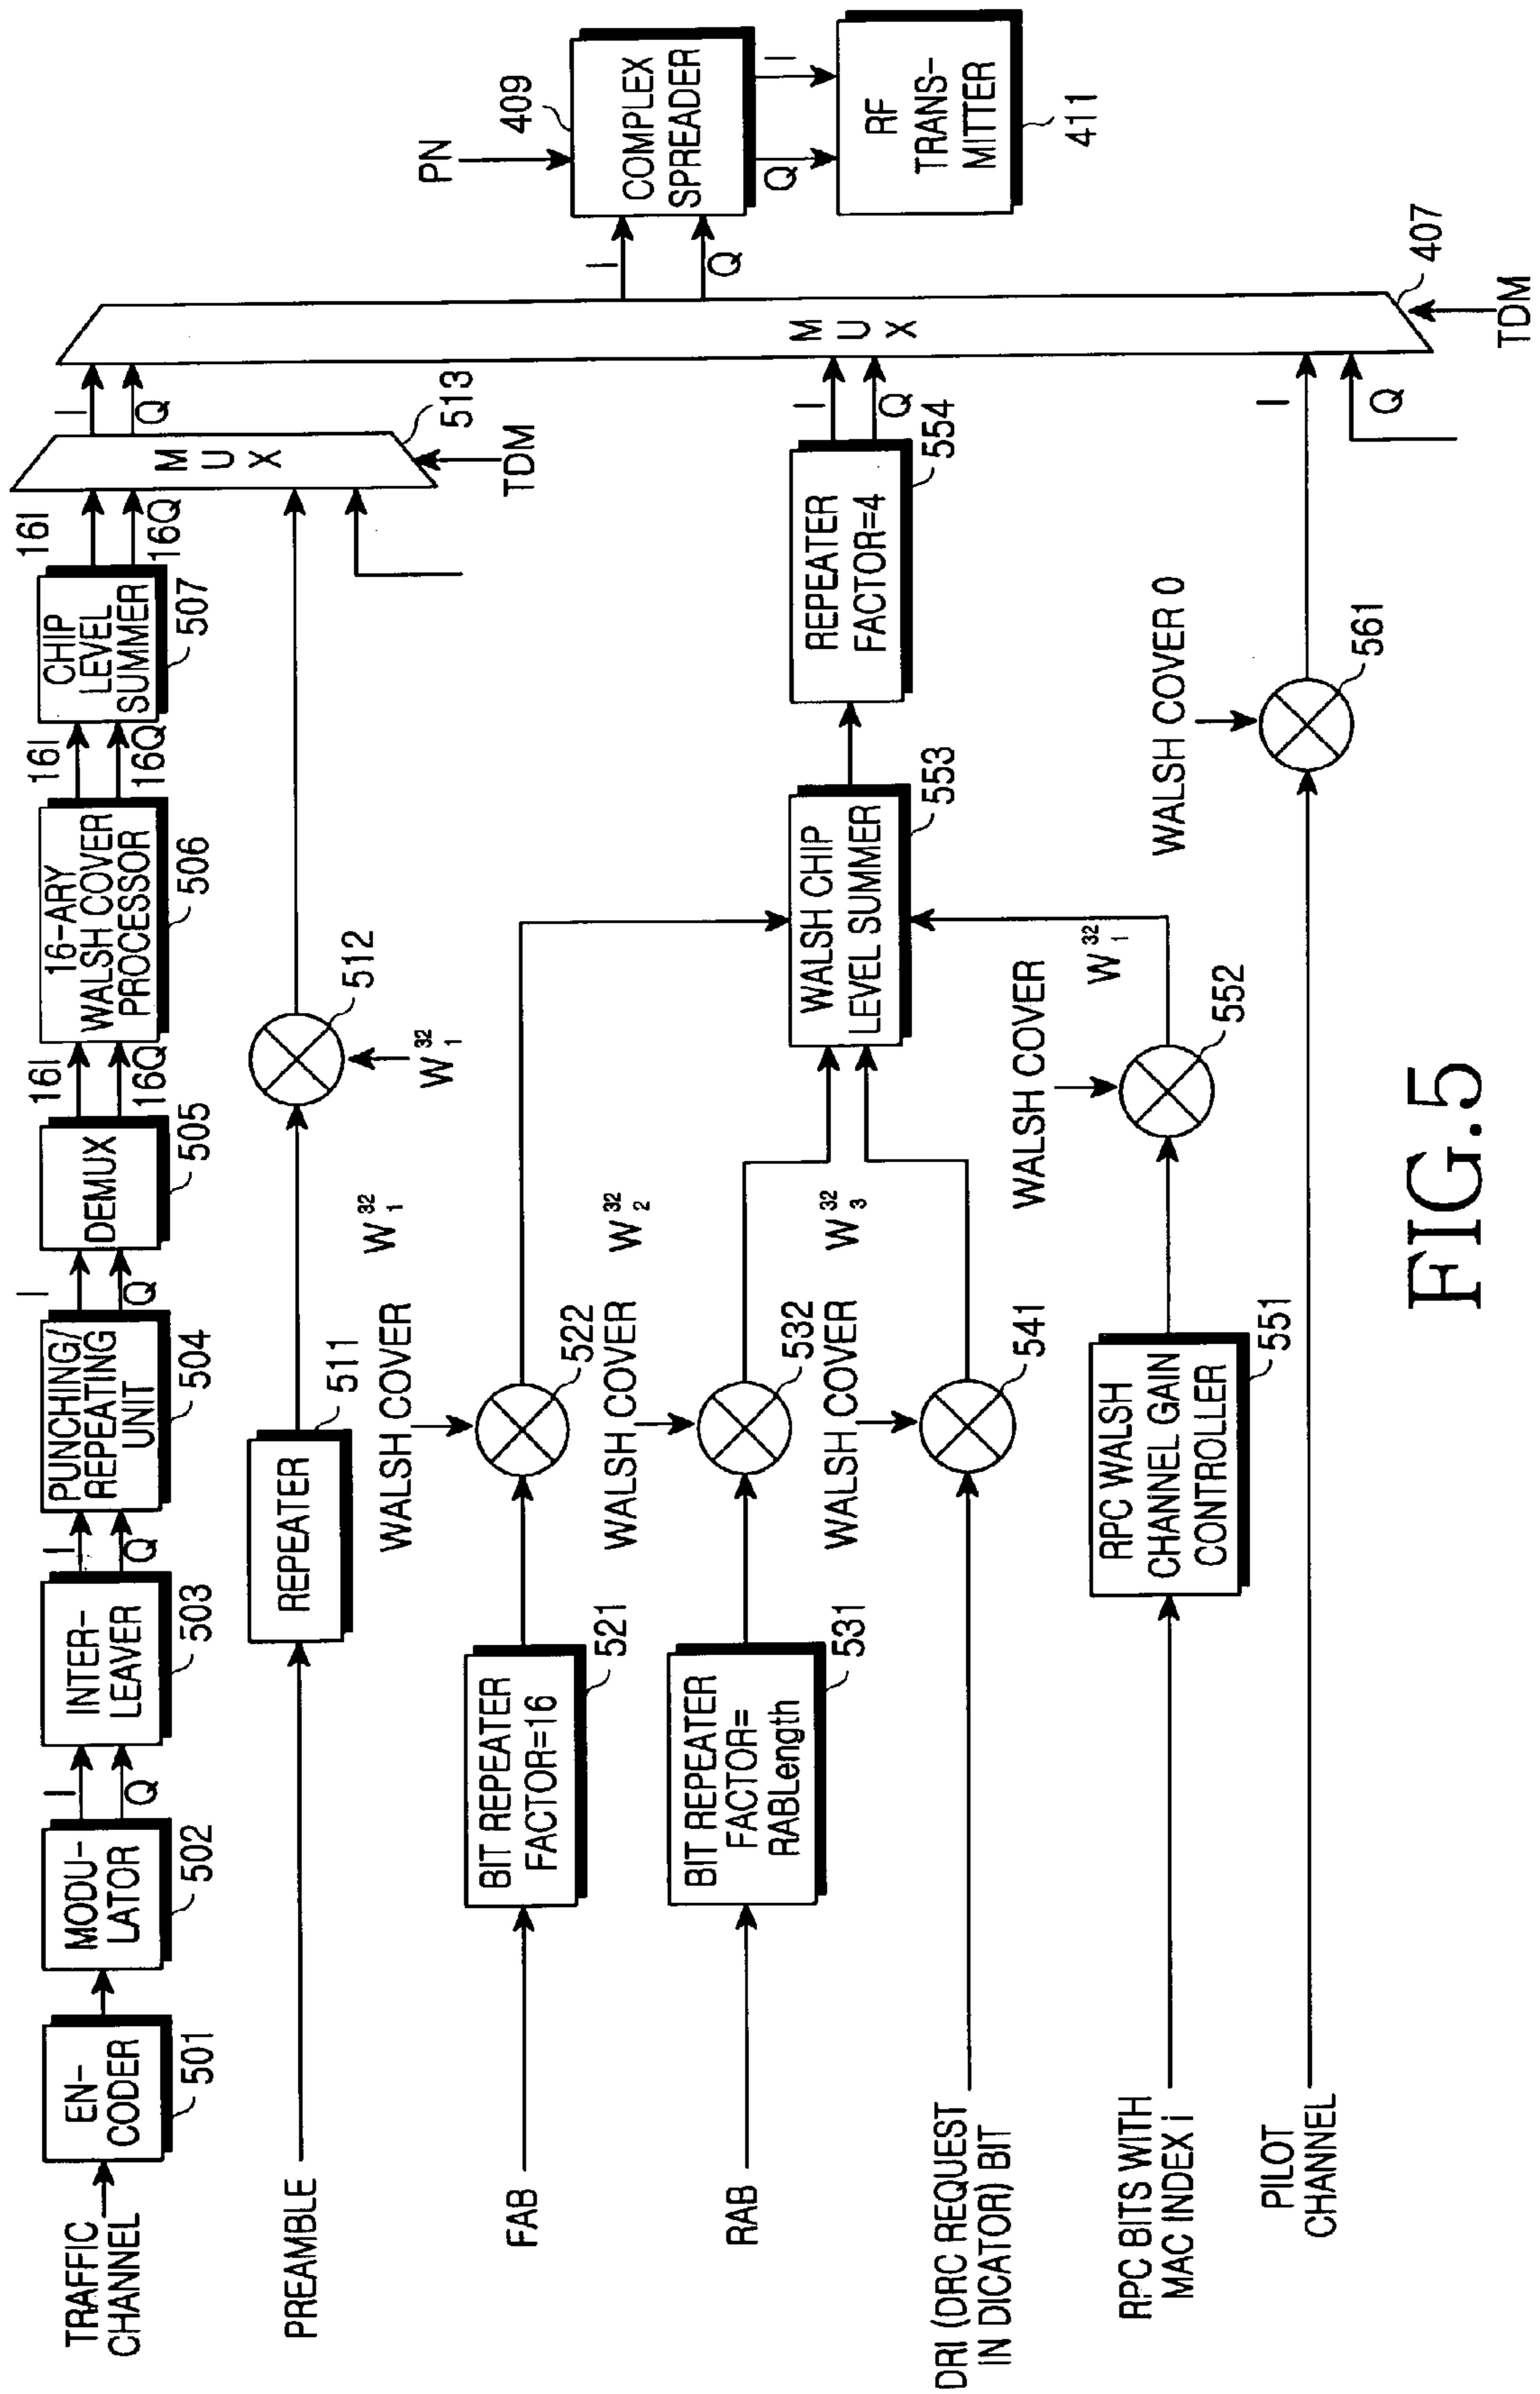 TRAFFIC
CHANNEL
EN-
CODER
501
MODU-
LATOR
502
I
Q
INTER-
LEAVER
503
I
Q
PUNCHING/
REPEATING
UNIT
504
I
Q
DEMUX
505
16I
16Q
16-ARY
WALSH COVER
PROCESSOR
506
16I
16Q
CHIP
LEVEL
SUMMER
507
16I
16Q
MUX
513
TDM
I
Q
PREAMBLE
REPEATER
511
512
W 32 1
FAB
BIT REPEATER
FACTOR=16
521
WALSH COVER
W 32 1
522
RAB
BIT REPEATER
FACTOR=
RABLength
531
WALSH COVER
W 32 2
532
DRI (DRC REQUEST
IN DICATOR) BIT
WALSH COVER
W 32 3
541
RPC BITS WITH
MAC INDEX i
RPC WALSH
CHANNEL GAIN
CONTROLLER
551
WALSH COVER
W 32 1
552
WALSH CHIP
LEVEL SUMMER
553
REPEATER
FACTOR=4
554
I
Q
PILOT
CHANNEL
WALSH COVER 0
561
I
Q
MUX
407
TDM
I
Q
PN
COMPLEX
SPREADER
409
I
Q
RF
TRANS-
MITTER
411
FIG.5